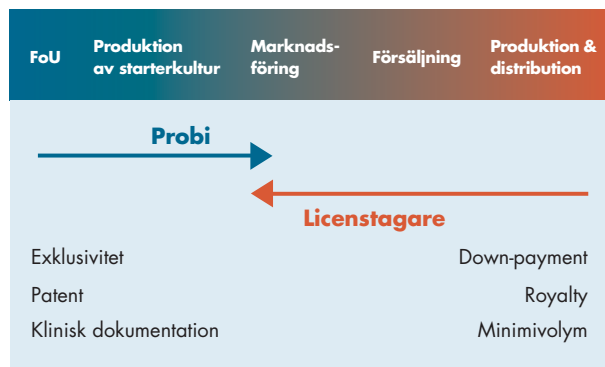 FoU
Produktion
av starterkultur
Marknads-
föring
Försäljning
Produktion &
distribution
Probi
Licenstagare
Exklusivitet
Down-payment
Patent
Royalty
Klinisk dokumentation
Minimivolym